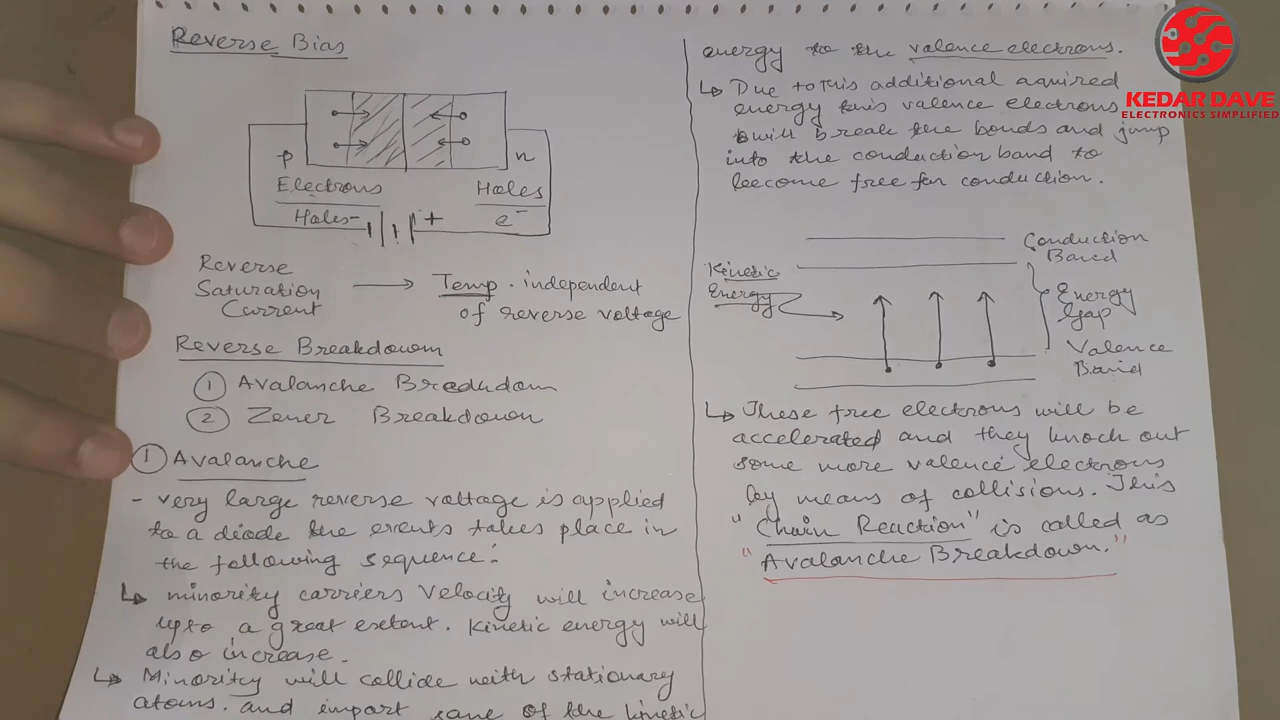 Reverse Bias
p
n
Electrons
Holes
Holes-
+
e-
Reverse
Saturation
Current
→ Temp. independent
of reverse voltage
Reverse Breakdown
① Avalanche Breakdown
② Zener Breakdown
① Avalanche
- very large reverse voltage is applied
to a diode the events takes place in
the following sequence:
↳ minority carriers velocity will increase
upto a great extent. Kinetic energy will
also increase.
↳ Minority will collide with stationary
atoms. and impart some of the kinetic
energy to the valence electrons.
↳ Due to this additional aquired
energy this valence electrons
will break the bonds and jump
into the conduction band to
become free for conduction.
Conduction
Band
Kinetic
Energy
Energy
Gap
Valence
Band
↳ These free electrons will be
accelerated and they knock out
some more valence electrons
by means of collisions. This
"Chain Reaction" is called as
"Avalanche Breakdown."
KEDAR DAVE
ELECTRONICS SIMPLIFIED